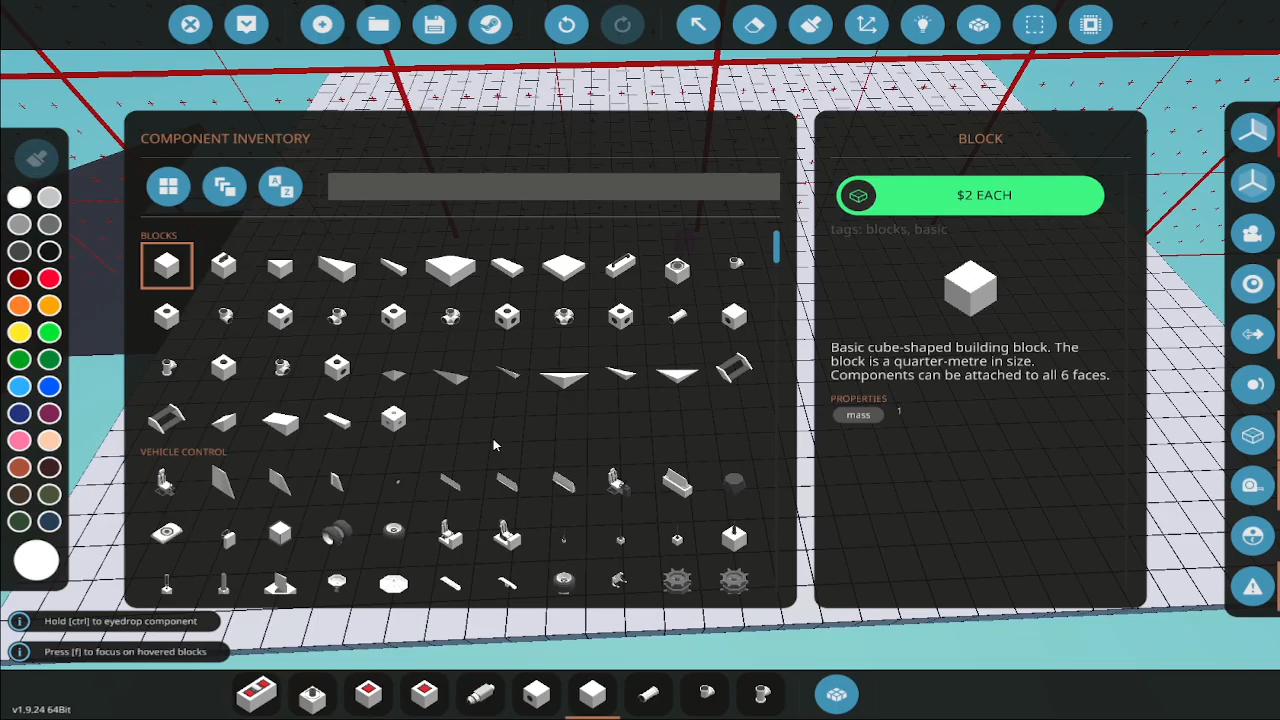 COMPONENT INVENTORY
A
Z
BLOCKS
VEHICLE CONTROL
BLOCK
$2 EACH
tags: blocks, basic
Basic cube-shaped building block. The
block is a quarter-metre in size.
Components can be attached to all 6 faces.
PROPERTIES
mass 1
Hold [ctrl] to eyedrop component
Press [f] to focus on hovered blocks
v1.9.24 64Bit